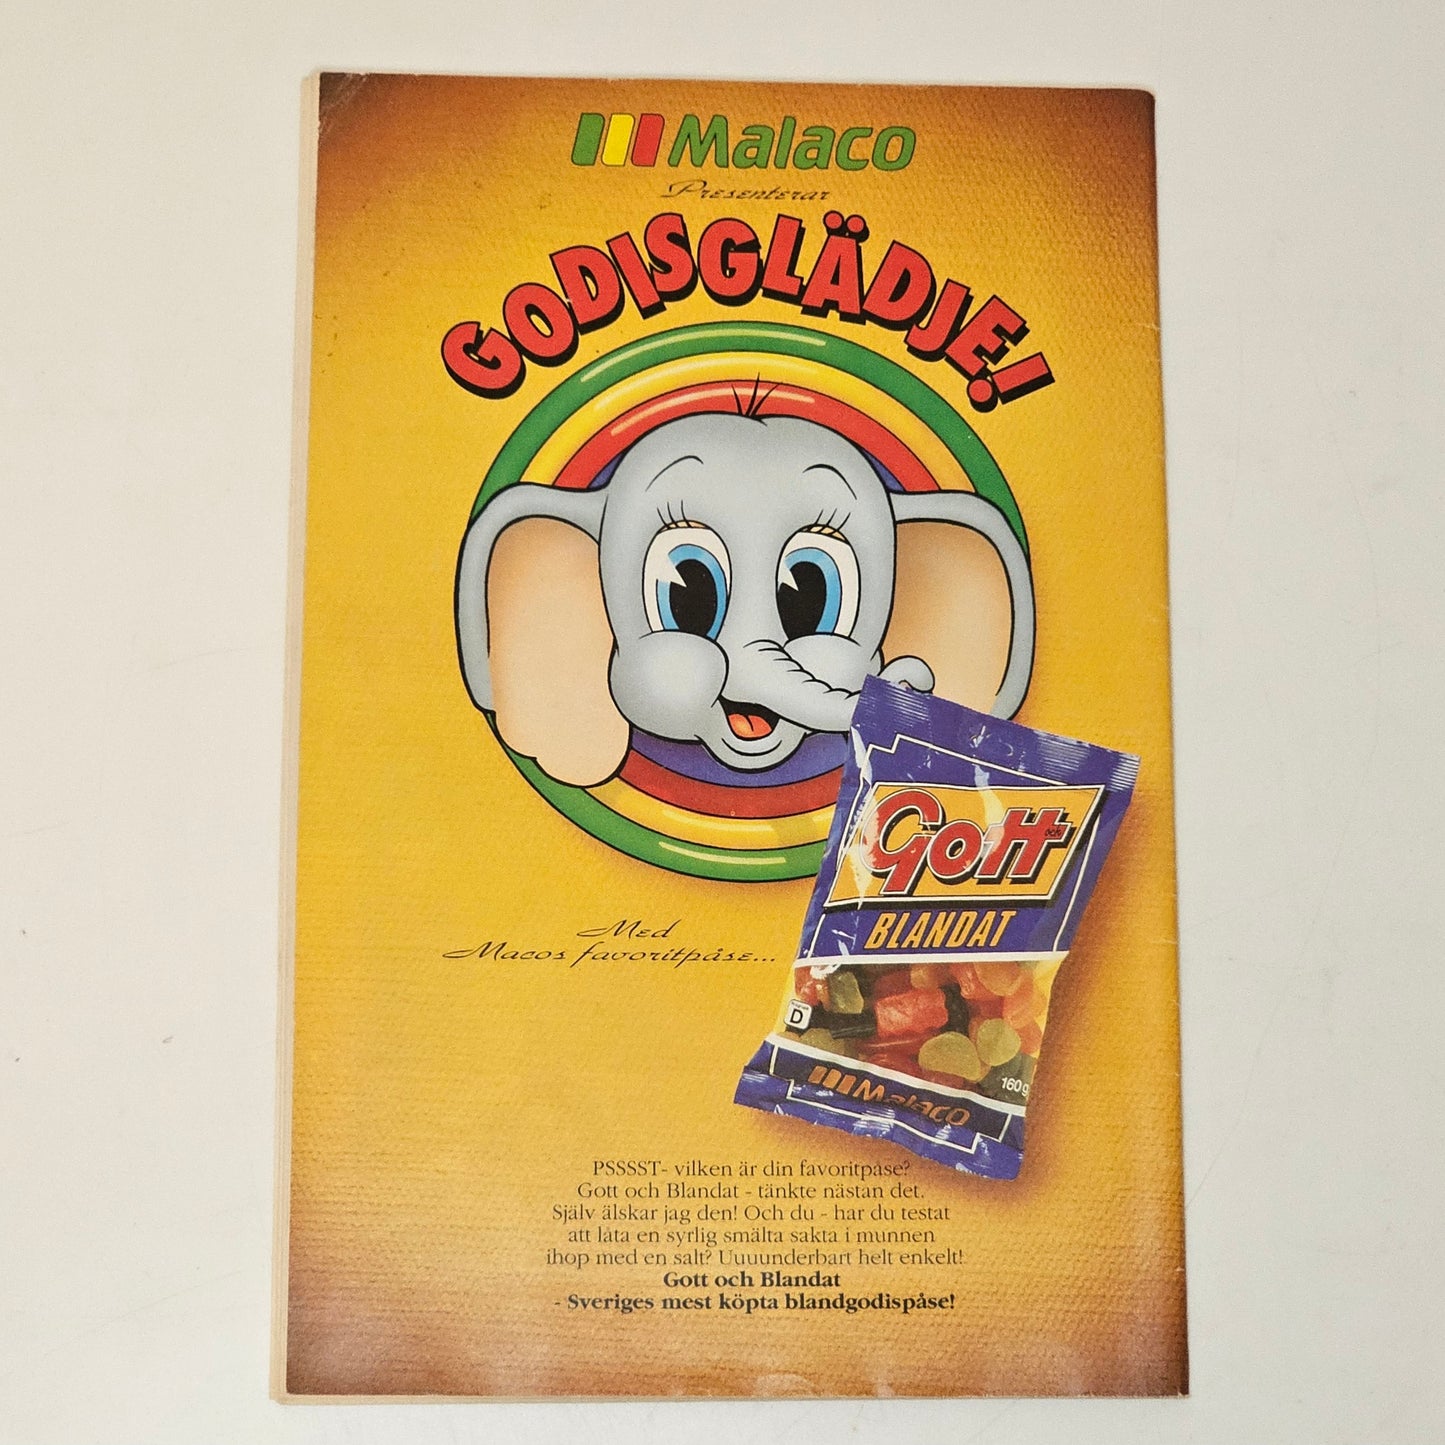 Malaco
Presenterar
GODISGLÄDJE!
Gott och
BLANDAT
Med
Macos favoritpåse...
D
160g
Malaco
PSSSST- vilken är din favoritpåse?
Gott och Blandat - tänkte nästan det.
Själv älskar jag den! Och du - har du testat
att låta en syrlig smälta sakta i munnen
ihop med en salt? Uuuunderbart helt enkelt!
Gott och Blandat
- Sveriges mest köpta blandgodispåse!